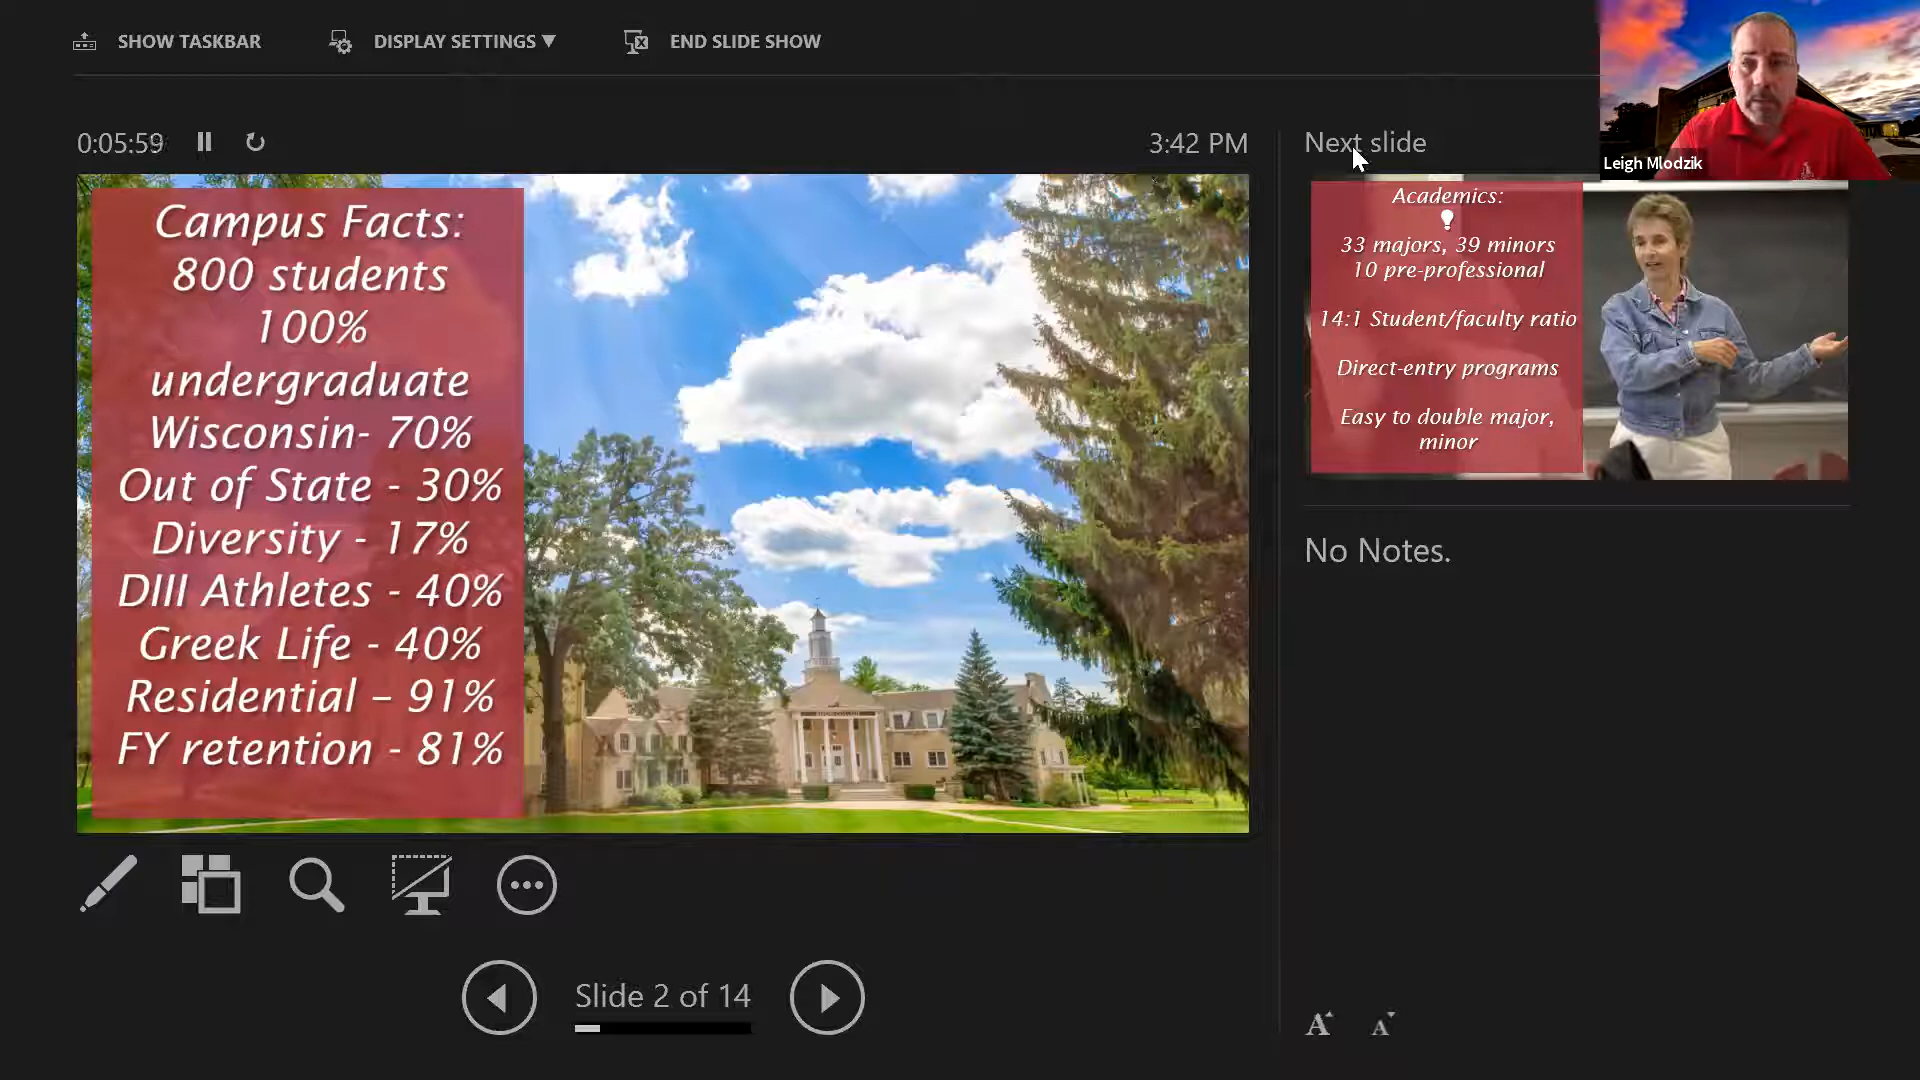 SHOW TASKBAR
DISPLAY SETTINGS ▼
END SLIDE SHOW
0:05:59
3:42 PM
Next slide
Leigh Mlodzik
Campus Facts:
800 students
100%
undergraduate
Wisconsin- 70%
Out of State - 30%
Diversity - 17%
DIII Athletes - 40%
Greek Life - 40%
Residential – 91%
FY retention - 81%
Academics:
33 majors, 39 minors
10 pre-professional
14:1 Student/faculty ratio
Direct-entry programs
Easy to double major,
minor
No Notes.
Slide 2 of 14
A A